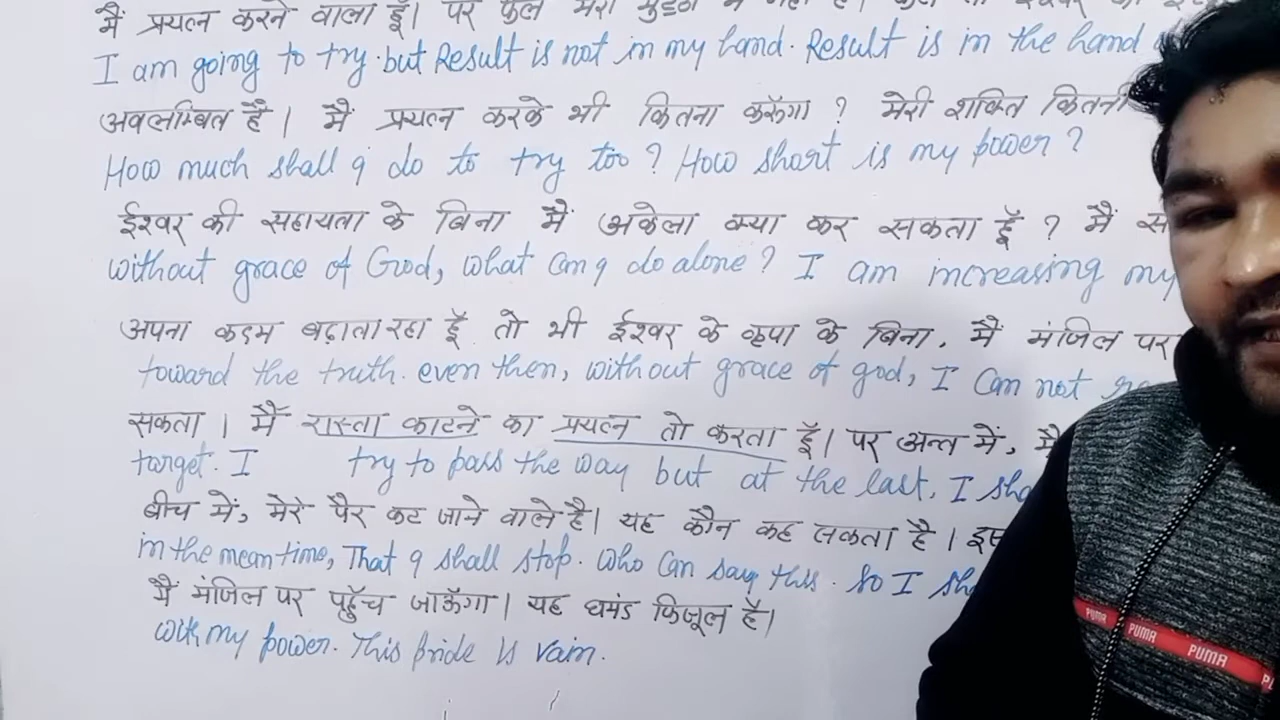 मैं प्रयत्न करने वाला हूँ। पर फल मेरी मुट्ठी में नहीं है।
I am going to try. but Result is not in my hand. Result is in the hand
अवलम्बित है। मैं प्रयत्न करके भी कितना करूँगा ? मेरी शक्ति कितनी
How much shall I do to try too ? How short is my power ?
ईश्वर की सहायता के बिना मैं अकेला क्या कर सकता हूँ ? मैं
without grace of God, what can I do alone ? I am increasing my
अपना कदम बढ़ाता रहा हूँ तो भी ईश्वर के कृपा के बिना, मैं मंजिल पर
toward the truth. even then, without grace of god, I can not
सकता। मैं रास्ता काटने का प्रयत्न तो करता हूँ। पर अन्त में,
target. I try to pass the way but at the last, I
बीच में, मेरे पैर कट जाने वाले है। यह कौन कह सकता है।
in the mean time, That I shall stop. Who can say this. So I
मैं मंजिल पर पहुँच जाऊँगा। यह घमंड फिजूल है।
with my power. This pride is vain.
PUMA PUMA PUMA